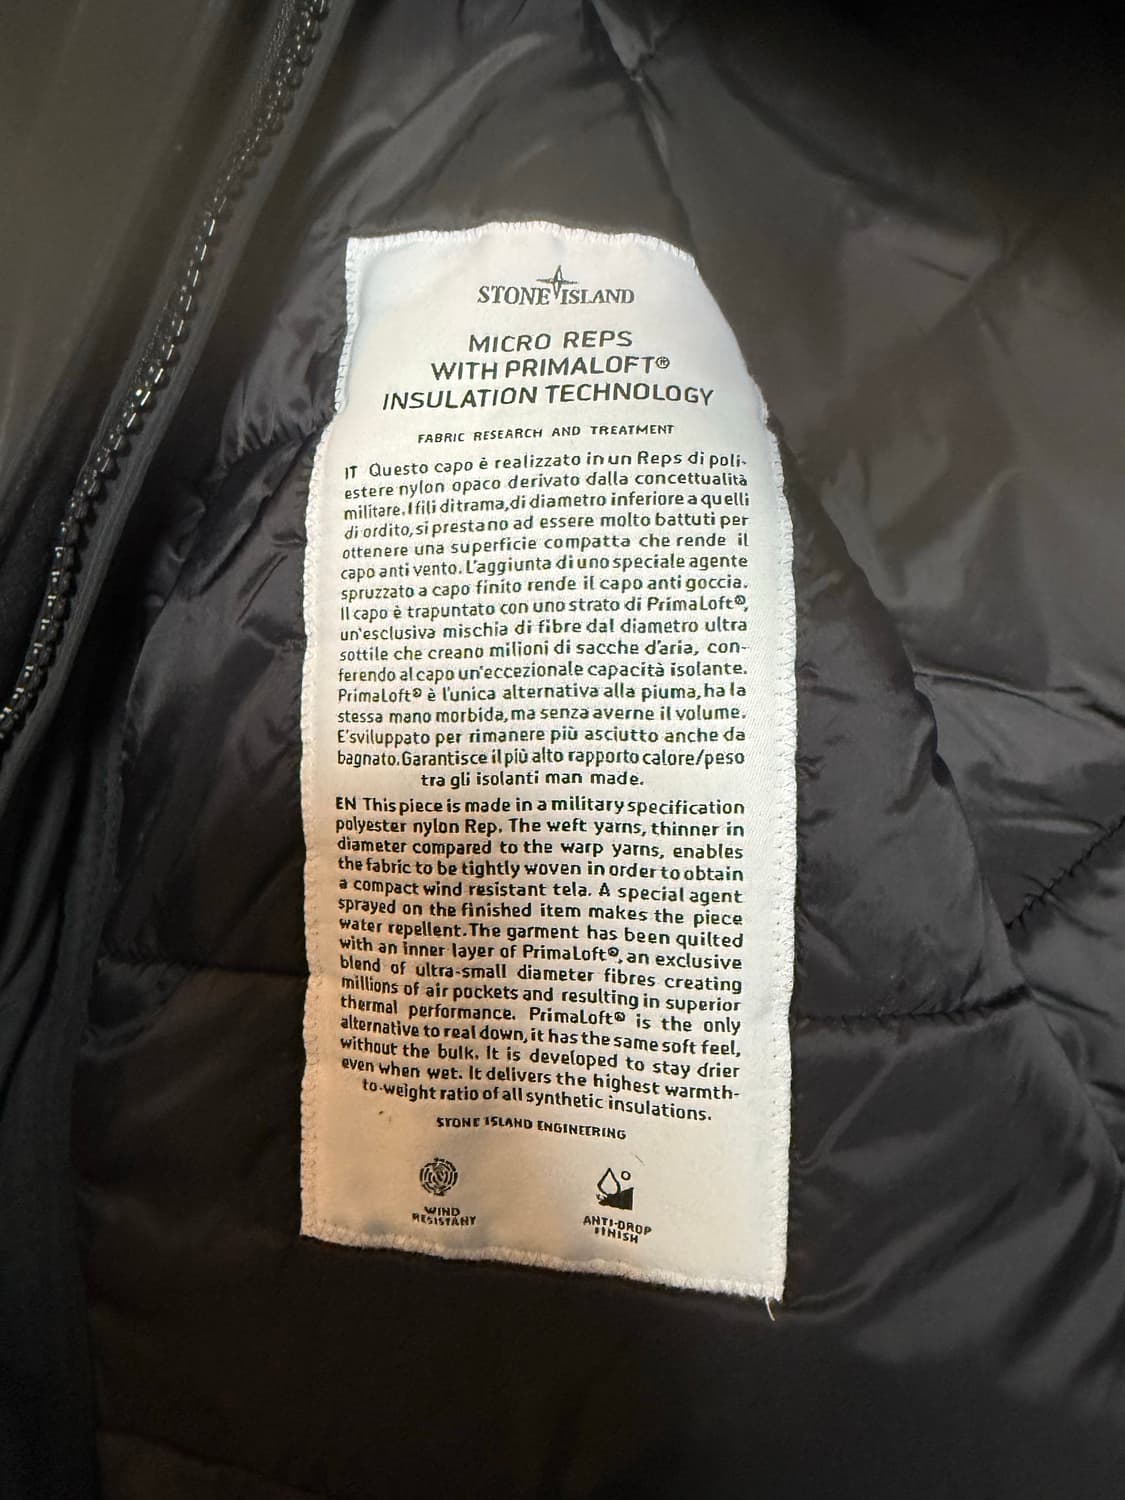 STONE ISLAND
MICRO REPS
WITH PRIMALOFT®
INSULATION TECHNOLOGY
FABRIC RESEARCH AND TREATMENT
IT Questo capo è realizzato in un Reps di poli-
estere nylon opaco derivato dalla concettualità
militare. I fili di trama, di diametro inferiore a quelli
di ordito, si prestano ad essere molto battuti per
ottenere una superficie compatta che rende il
capo anti vento. L'aggiunta di uno speciale agente
spruzzato a capo finito rende il capo anti goccia.
Il capo è trapuntato con uno strato di PrimaLoft®,
un'esclusiva mischia di fibre dal diametro ultra
sottile che creano milioni di sacche d'aria, con-
ferendo al capo un'eccezionale capacità isolante.
PrimaLoft® è l'unica alternativa alla piuma, ha la
stessa mano morbida, ma senza averne il volume.
E'sviluppato per rimanere più asciutto anche da
bagnato. Garantisce il più alto rapporto calore/peso
tra gli isolanti man made.
EN This piece is made in a military specification
polyester nylon Rep. The weft yarns, thinner in
diameter compared to the warp yarns, enables
the fabric to be tightly woven in order to obtain
a compact wind resistant tela. A special agent
sprayed on the finished item makes the piece
water repellent. The garment has been quilted
with an inner layer of PrimaLoft®, an exclusive
blend of ultra-small diameter fibres creating
millions of air pockets and resulting in superior
thermal performance. PrimaLoft® is the only
alternative to real down, it has the same soft feel,
without the bulk. It is developed to stay drier
even when wet. It delivers the highest warmth-
to-weight ratio of all synthetic insulations.
STONE ISLAND ENGINEERING
WIND
RESISTANT
ANTI-DROP
FINISH